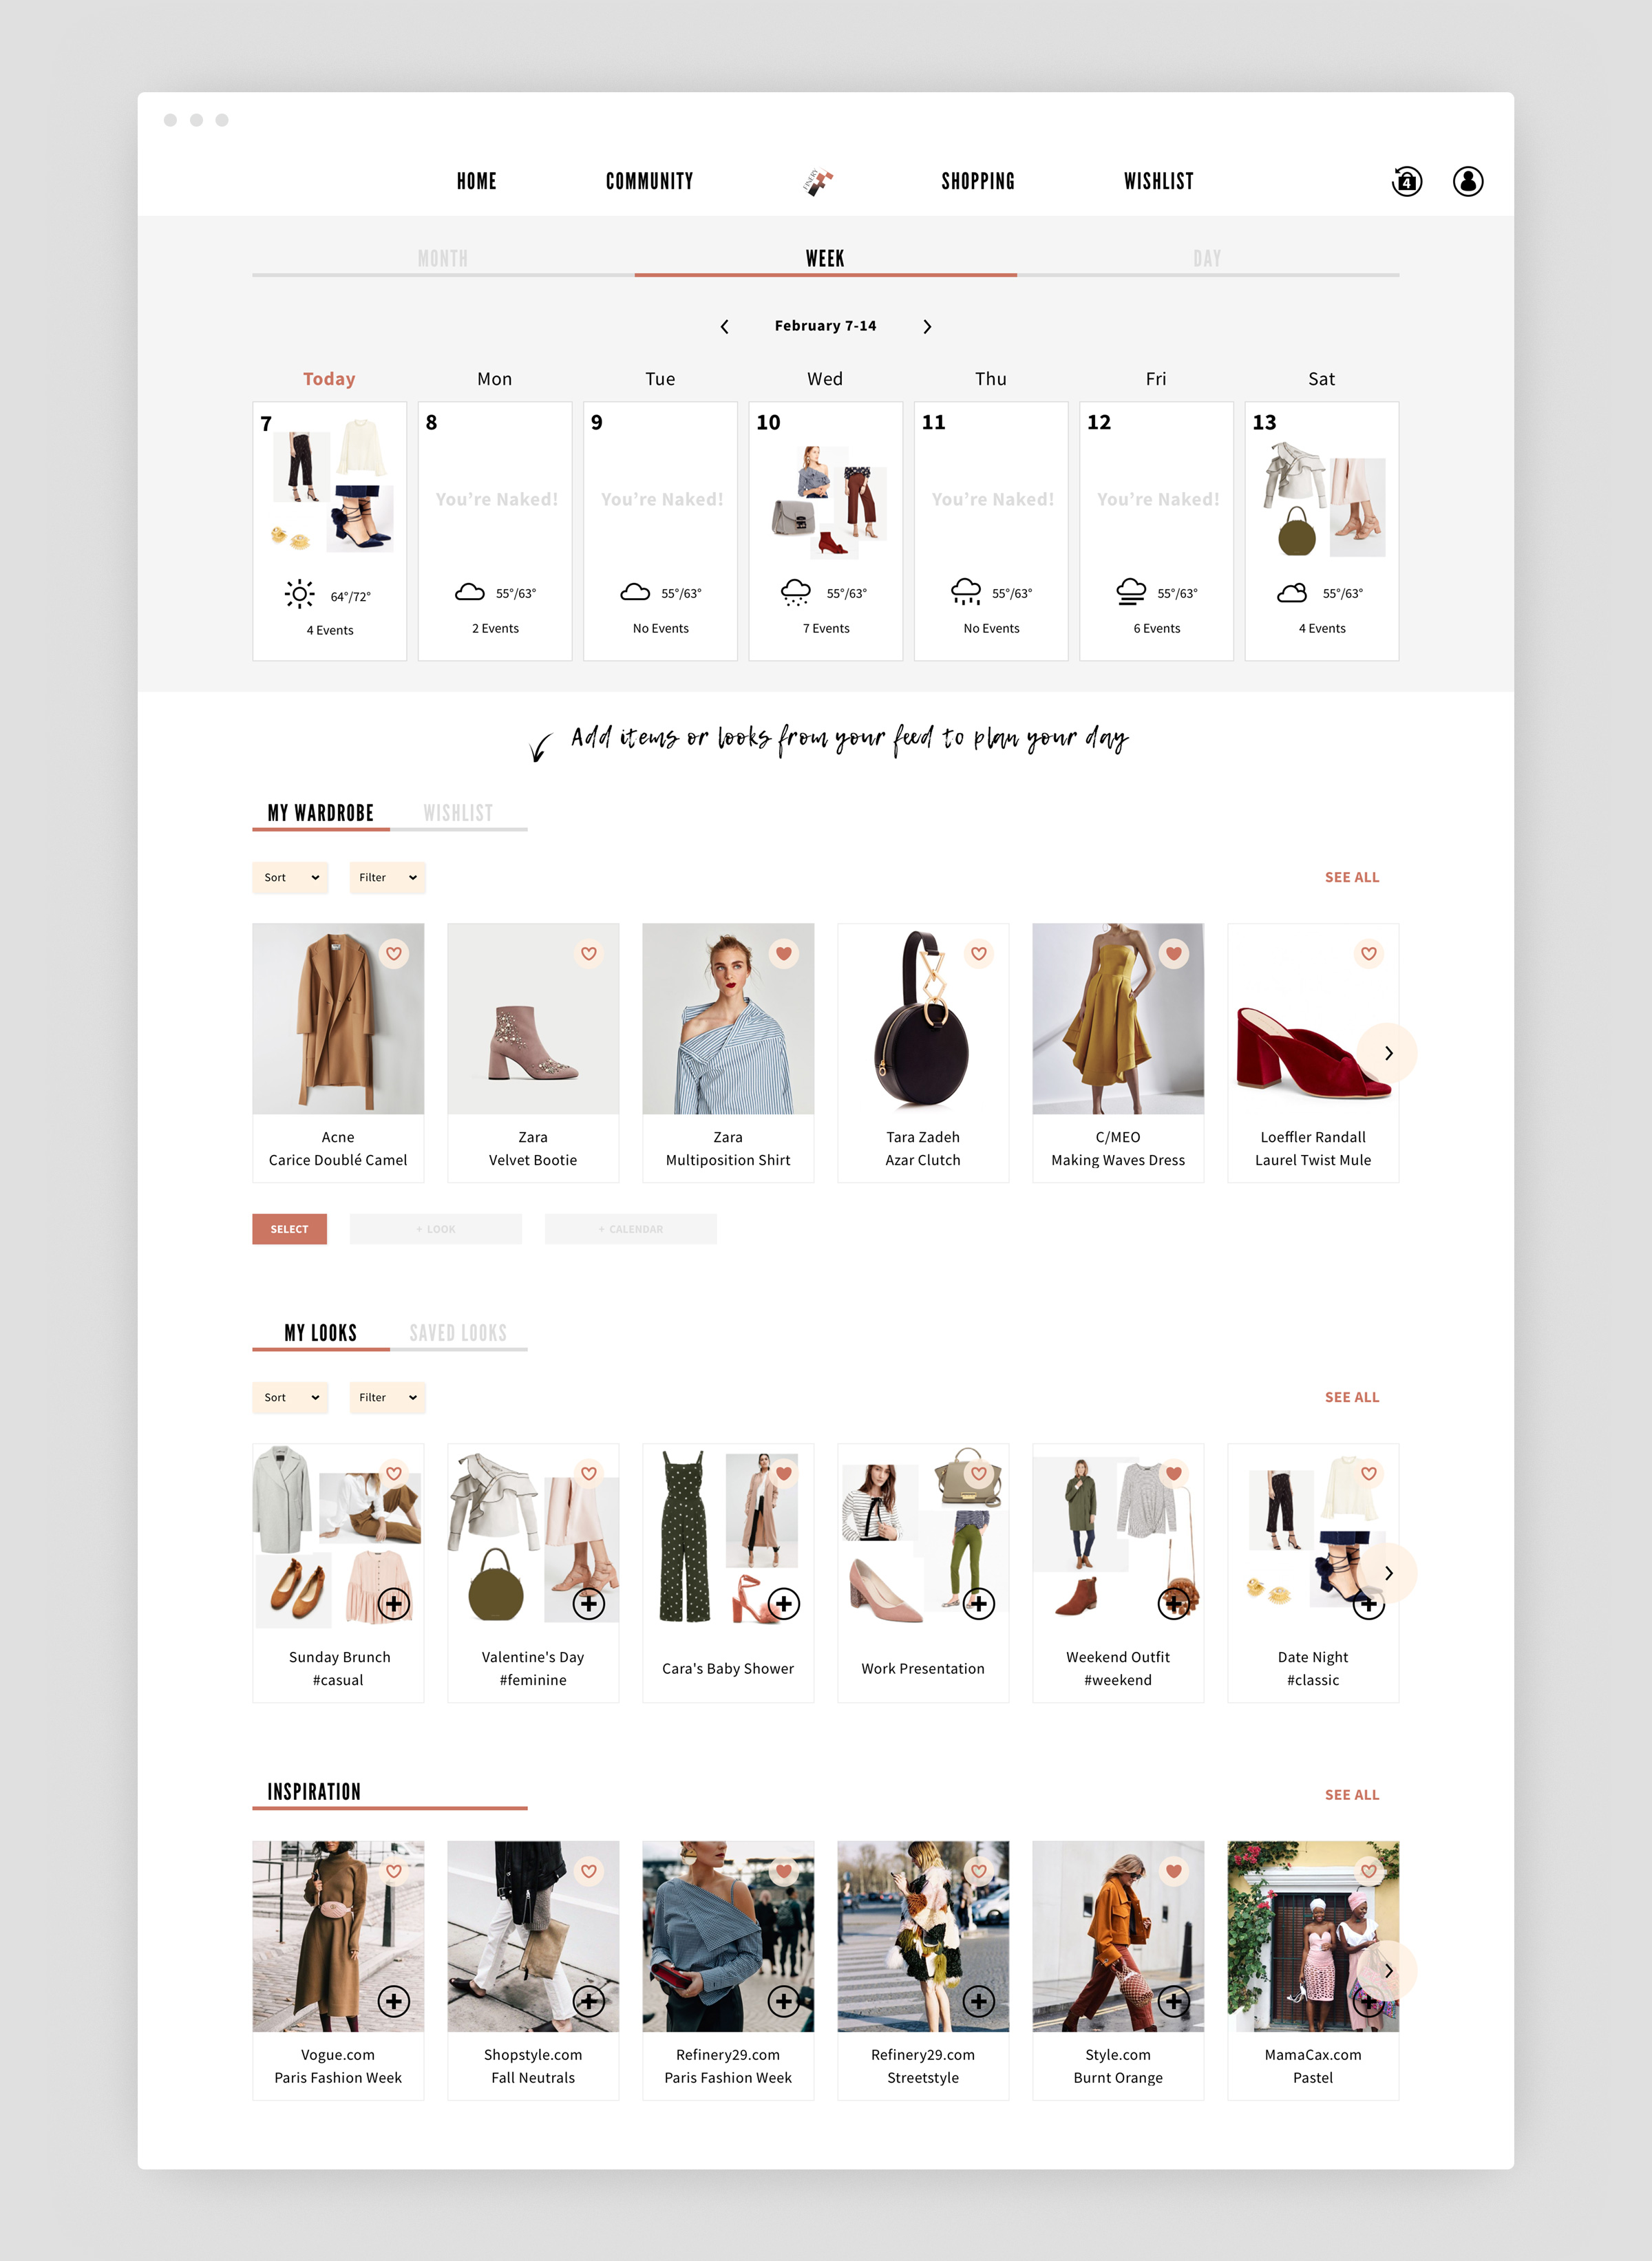 HOME
COMMUNITY
FINERY
SHOPPING
WISHLIST
4
MONTH
WEEK
DAY
February 7-14
Today
Mon
Tue
Wed
Thu
Fri
Sat
7
8
9
10
11
12
13
You're Naked!
You're Naked!
You're Naked!
You're Naked!
64°/72°
55°/63°
55°/63°
55°/63°
55°/63°
55°/63°
55°/63°
4 Events
2 Events
No Events
7 Events
No Events
6 Events
4 Events
Add items or looks from your feed to plan your day
MY WARDROBE
WISHLIST
Sort
Filter
SEE ALL
Acne
Carice Doublé Camel
Zara
Velvet Bootie
Zara
Multiposition Shirt
Tara Zadeh
Azar Clutch
C/MEO
Making Waves Dress
Loeffler Randall
Laurel Twist Mule
SELECT
+ LOOK
+ CALENDAR
MY LOOKS
SAVED LOOKS
Sort
Filter
SEE ALL
Sunday Brunch
#casual
Valentine's Day
#feminine
Cara's Baby Shower
Work Presentation
Weekend Outfit
#weekend
Date Night
#classic
INSPIRATION
SEE ALL
Vogue.com
Paris Fashion Week
Shopstyle.com
Fall Neutrals
Refinery29.com
Paris Fashion Week
Refinery29.com
Streetstyle
Style.com
Burnt Orange
MamaCax.com
Pastel